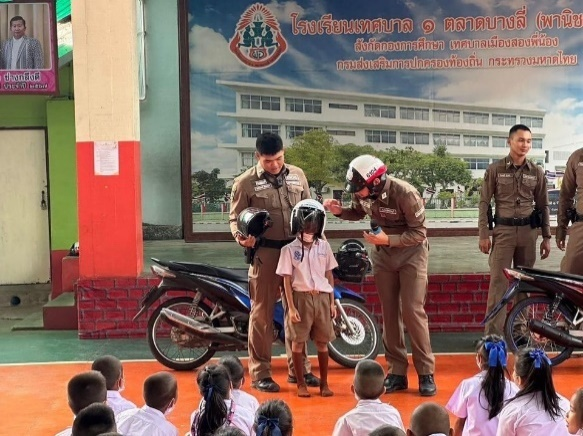 โรงเรียนเทศบาล ๑ ตลาดบางลี่ (พานิช
สังกัดกองการศึกษา เทศบาลเมืองสองพี่น้อง
กรมส่งเสริมการปกครองท้องถิ่น กระทรวงมหาดไทย